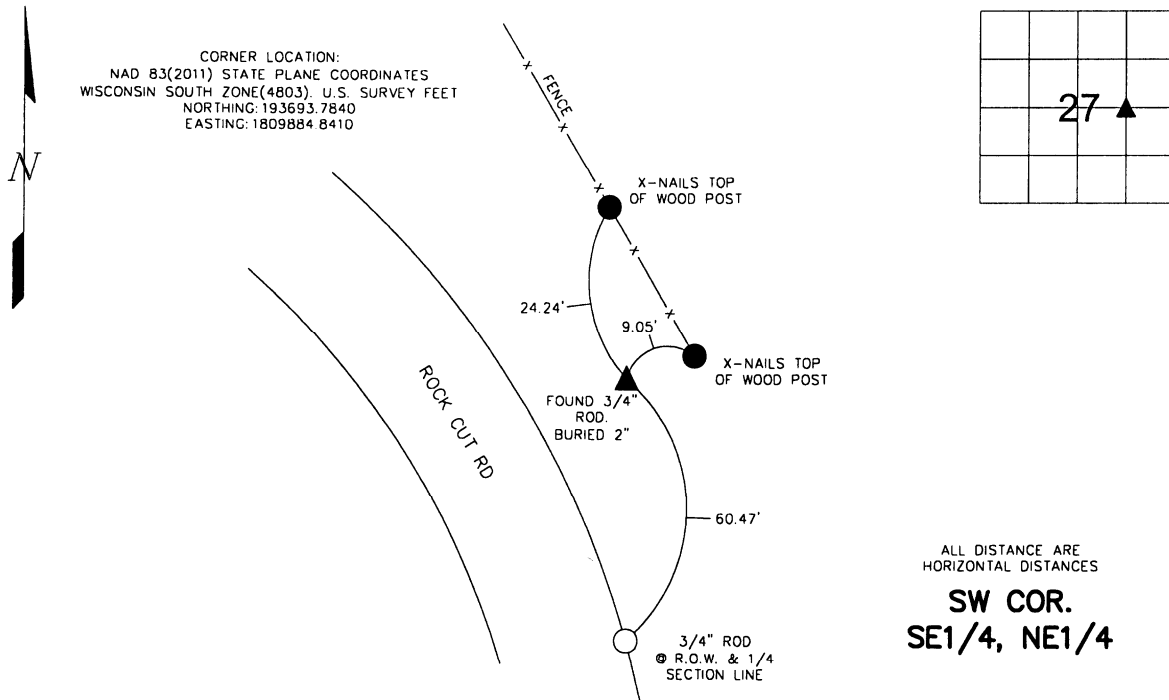 CORNER LOCATION:
NAD 83(2011) STATE PLANE COORDINATES
WISCONSIN SOUTH ZONE(4803). U.S. SURVEY FEET
NORTHING: 193693.7840
EASTING: 1809884.8410
N
27
X
FENCE
X
X
X-NAILS TOP
OF WOOD POST
X
24.24'
X
9.05'
X-NAILS TOP
OF WOOD POST
ROCK CUT RD
FOUND 3/4"
ROD.
BURIED 2"
60.47'
ALL DISTANCE ARE
HORIZONTAL DISTANCES
SW COR.
SE1/4, NE1/4
3/4" ROD
@ R.O.W. & 1/4
SECTION LINE